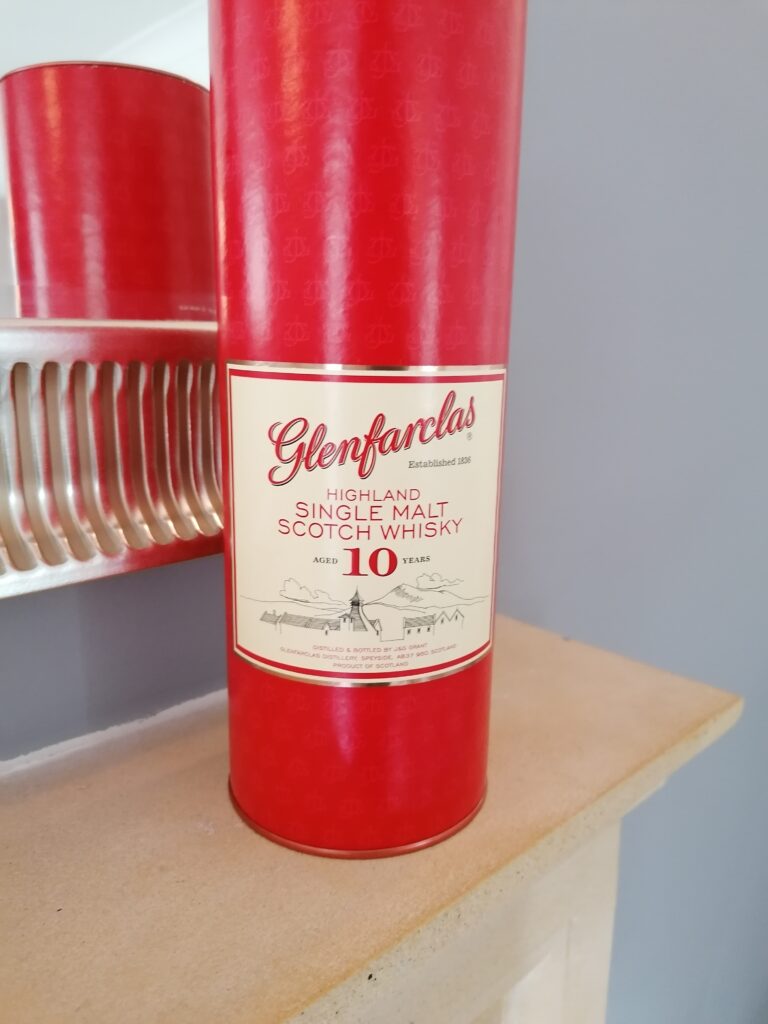 Glenfarclas®
Established 1836
HIGHLAND
SINGLE MALT
SCOTCH WHISKY
AGED 10 YEARS
DISTILLED & BOTTLED BY J&G GRANT
GLENFARCLAS DISTILLERY, SPEYSIDE, AB37 9BD SCOTLAND
PRODUCT OF SCOTLAND